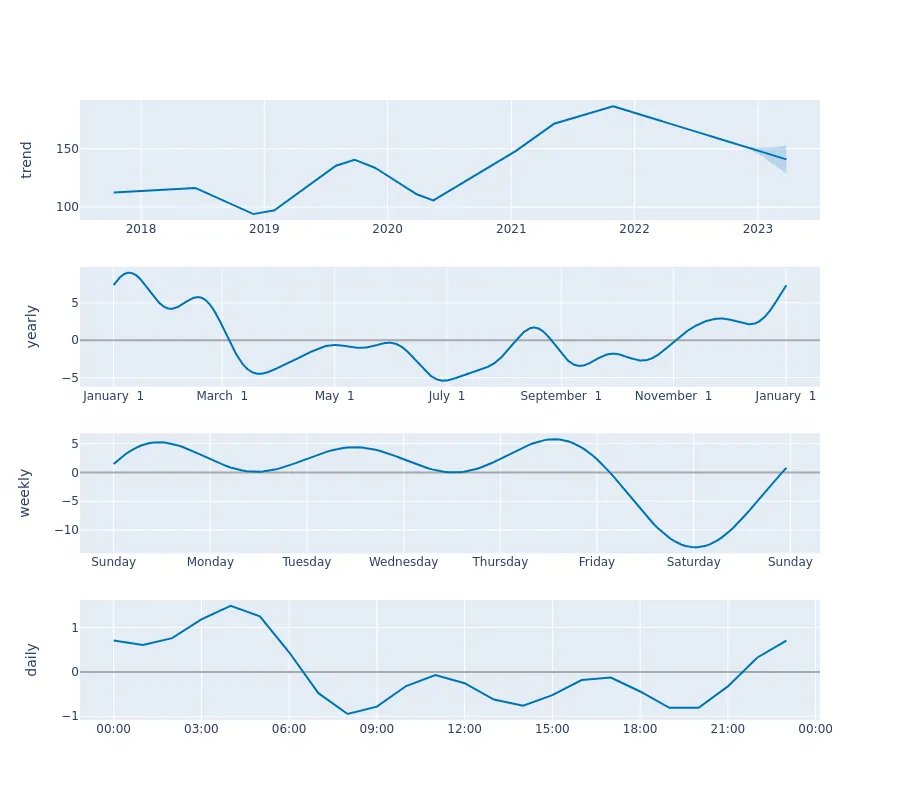 trend
150
100
2018 2019 2020 2021 2022 2023
yearly
5
0
−5
January 1 March 1 May 1 July 1 September 1 November 1 January 1
weekly
5
0
−5
−10
Sunday Monday Tuesday Wednesday Thursday Friday Saturday Sunday
daily
1
0
−1
00:00 03:00 06:00 09:00 12:00 15:00 18:00 21:00 00:00